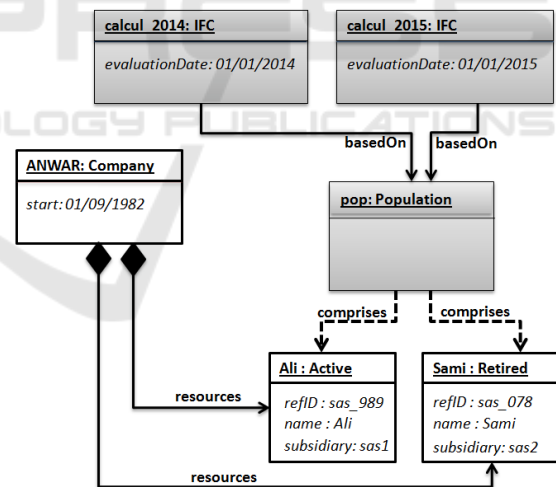 calcul_2014: IFC
evaluationDate: 01/01/2014
calcul_2015: IFC
evaluationDate: 01/01/2015
LOGY PUBLICATIONS
basedOn
basedOn
ANWAR: Company
start: 01/09/1982
pop: Population
comprises
comprises
Ali : Active
refID : sas_989
name : Ali
subsidiary: sas1
Sami : Retired
refID : sas_078
name : Sami
subsidiary: sas2
resources
resources